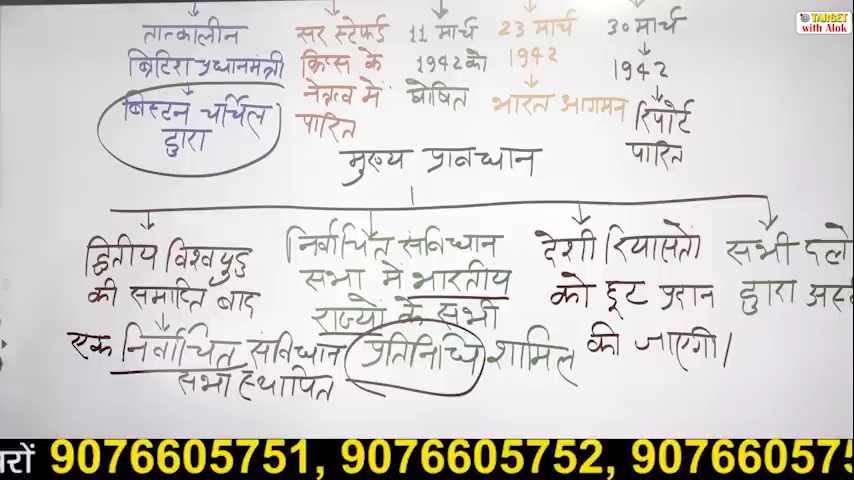 TARGET
with Alok
तात्कालीन
ब्रिटिश प्रधानमंत्री
बिस्टन चर्चिल
द्वारा
सर स्टेफर्ड
क्रिप्स के
नेतृत्व में
पारित
11 मार्च
1942 को
घोषित
23 मार्च
1942
भारत आगमन
30 मार्च
1942
रिपोर्ट
पारित
मुख्य प्रावधान
द्वितीय विश्वयुद्ध
की समाप्ति बाद
एक निर्वाचित संविधान
सभा स्थापित
निर्वाचित संविधान
सभा में भारतीय
राज्यों के सभी
प्रतिनिधि शामिल
देशी रियासतों
को छूट प्रदान
की जाएगी।
सभी दलो
द्वारा अस्
रों 9076605751, 9076605752, 907660575